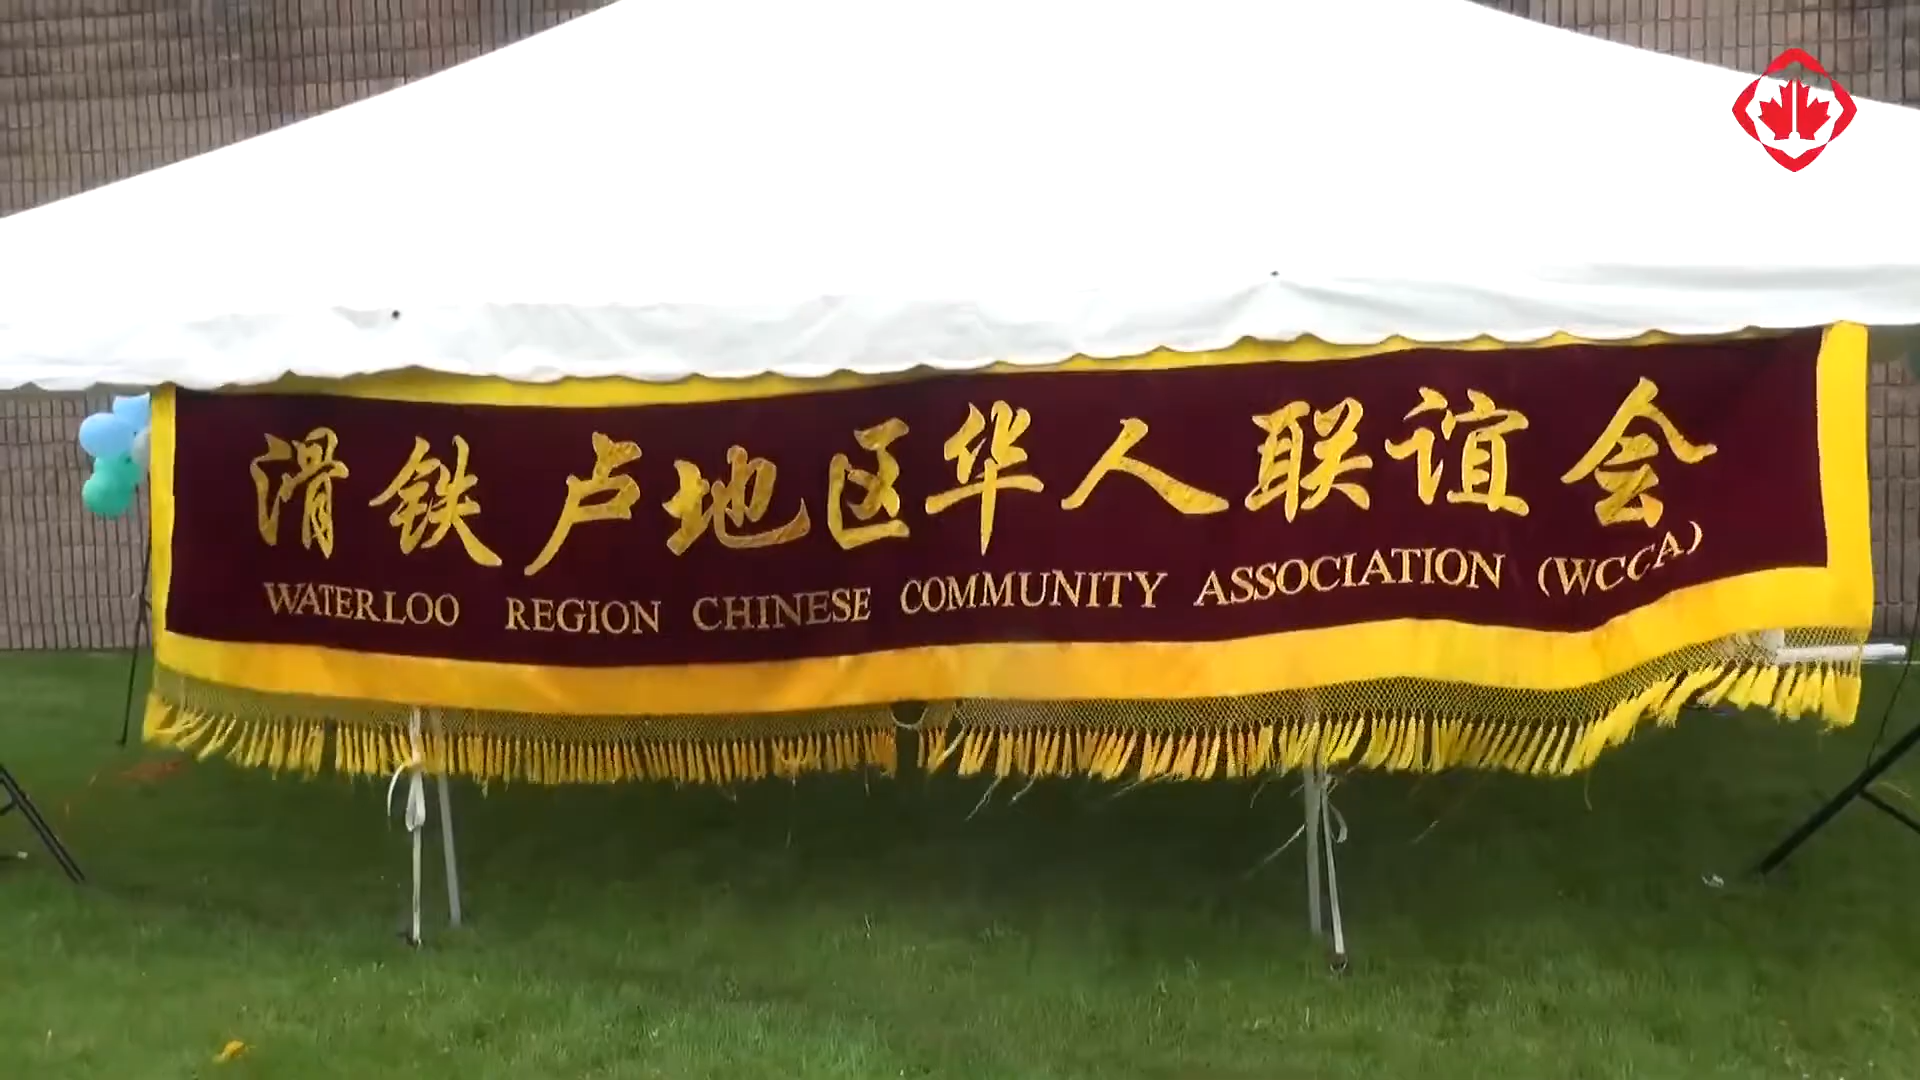 滑铁卢地区华人联谊会
WATERLOO REGION CHINESE COMMUNITY ASSOCIATION (WCCA)